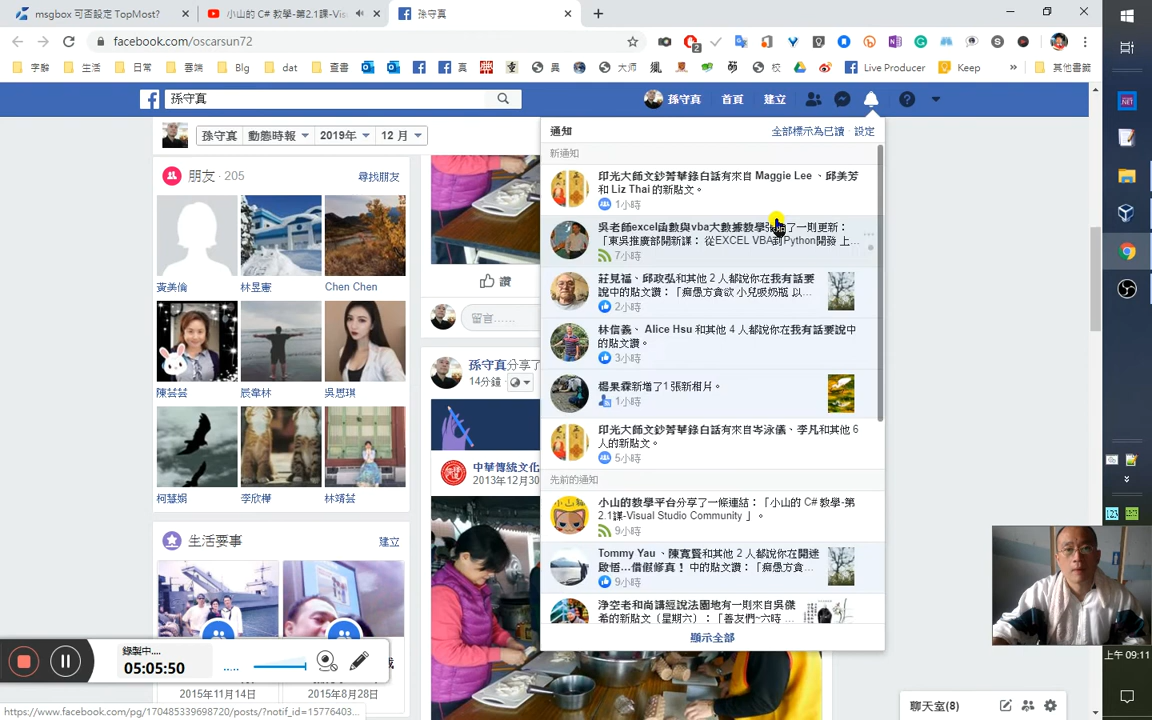 msgbox 可否設定 TopMost?
小山的 C# 教學-第2.1課-Vis
孫守真
facebook.com/oscarsun72
字辭
生活
日常
雲端
Blg
dat
查書
真
異
大师
校
Live Producer
Keep
其他書籤
孫守真
孫守真
首頁
建立
孫守真
動態時報
2019年
12 月
通知
全部標示為已讀 · 設定
新通知
印光大師文鈔菁華錄白話有來自 Maggie Lee 、邱美芳
和 Liz Thai 的新貼文。
1小時
吳老師excel函數與vba大數據教學
了一則更新：
「東吳推廣部開新課： 從EXCEL VBA到Python開發 上...
7小時
莊見福、邱政弘和其他 2 人都說你在我有話要
說中的貼文讚：「痴愚方貪欲 小兒吸奶瓶 以...
2小時
林信義、 Alice Hsu 和其他 4 人都說你在我有話要說中
的貼文讚。
3小時
楊果霖新增了1 張新相片。
1小時
印光大師文鈔菁華錄白話有來自岑泳儀、李凡和其他 6
人的新貼文。
5小時
先前的通知
小山的教學平台分享了一條連結：「小山的 C# 教學-第
2.1課-Visual Studio Community 」。
9小時
Tommy Yau 、陳寬賢和其他 2 人都說你在開迷
啟悟...借假修真！ 中的貼文讚：「痴愚方貪...
9小時
淨空老和尚講經說法園地有一則來自吳儀
希的新貼文（星期六）：「善友們~六時
顯示全部
朋友 · 205
尋找朋友
黃美倫
林昱憲
Chen Chen
陳芸芸
辰韋林
吳思琪
柯慧娟
李欣樺
林靖芸
生活要事
建立
2015年11月14日
2015年8月28日
讚
留言......
孫守真分享了
14分鐘
中華傳統文化
2013年12月30
錄製中....
05:05:50
https://www.facebook.com/pg/170485339698720/posts/?notif_id=15776403...
聊天室(8)
上午 09:11